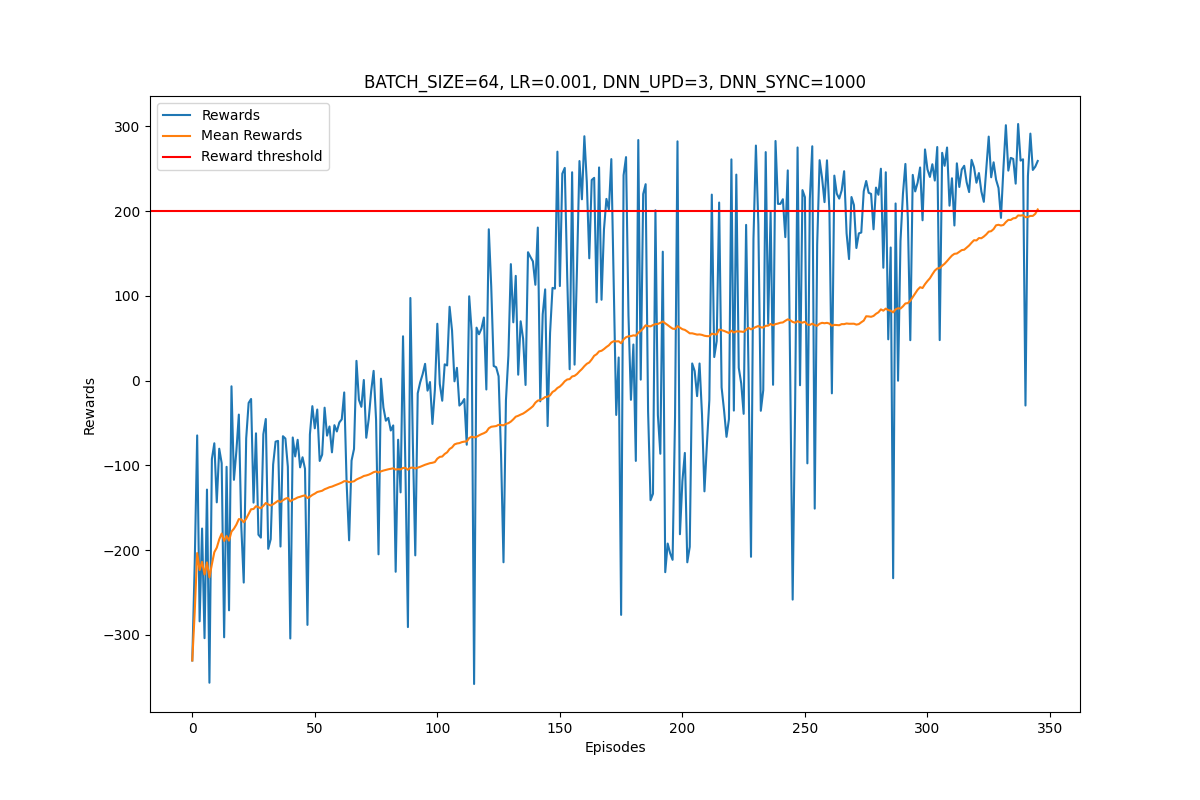 BATCH_SIZE=64, LR=0.001, DNN_UPD=3, DNN_SYNC=1000
Rewards
Mean Rewards
Reward threshold
300
200
100
0
−100
−200
−300
Rewards
0 50 100 150 200 250 300 350
Episodes